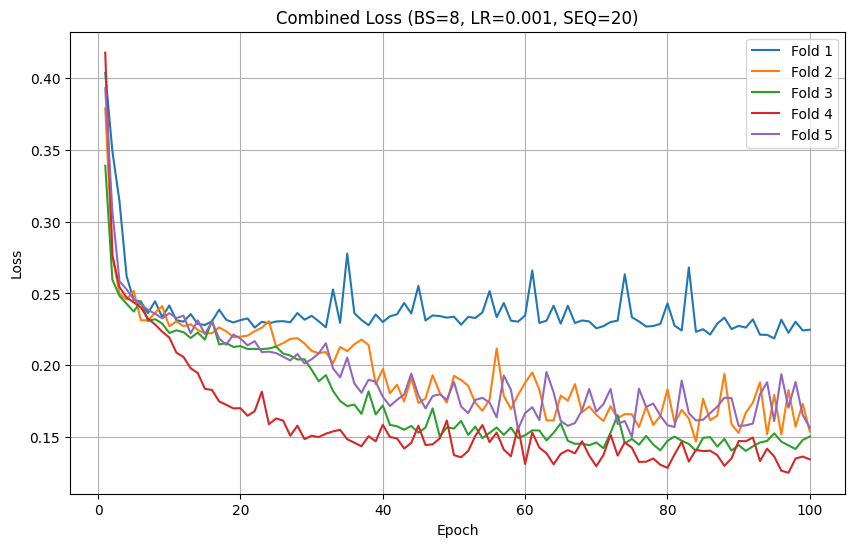 Combined Loss (BS=8, LR=0.001, SEQ=20)
Fold 1
Fold 2
Fold 3
Fold 4
Fold 5
0.40
0.35
0.30
0.25
0.20
0.15
Loss
0 20 40 60 80 100
Epoch